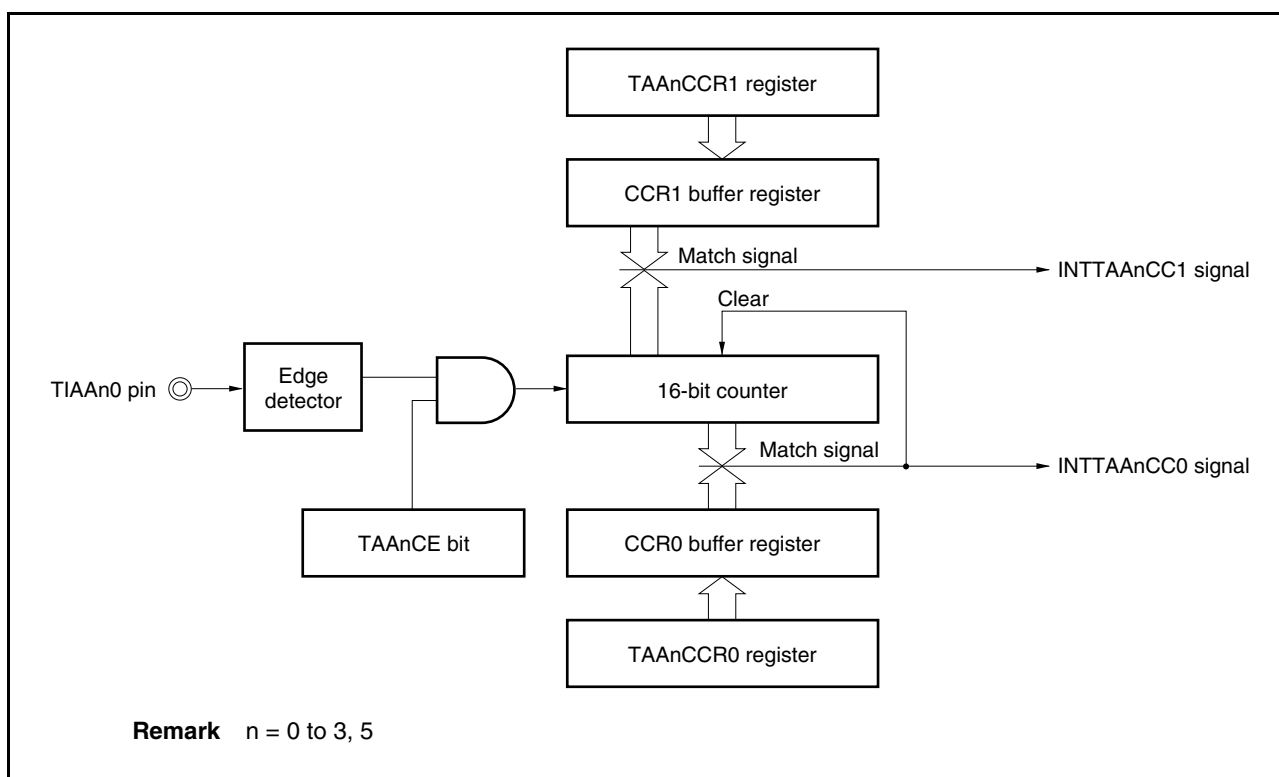 TAAnCCR1 register
CCR1 buffer register
Match signal
INTTAAnCC1 signal
Clear
TIAAn0 pin
Edge
detector
16-bit counter
Match signal
INTTAAnCC0 signal
TAAnCE bit
CCR0 buffer register
TAAnCCR0 register
Remark n = 0 to 3, 5